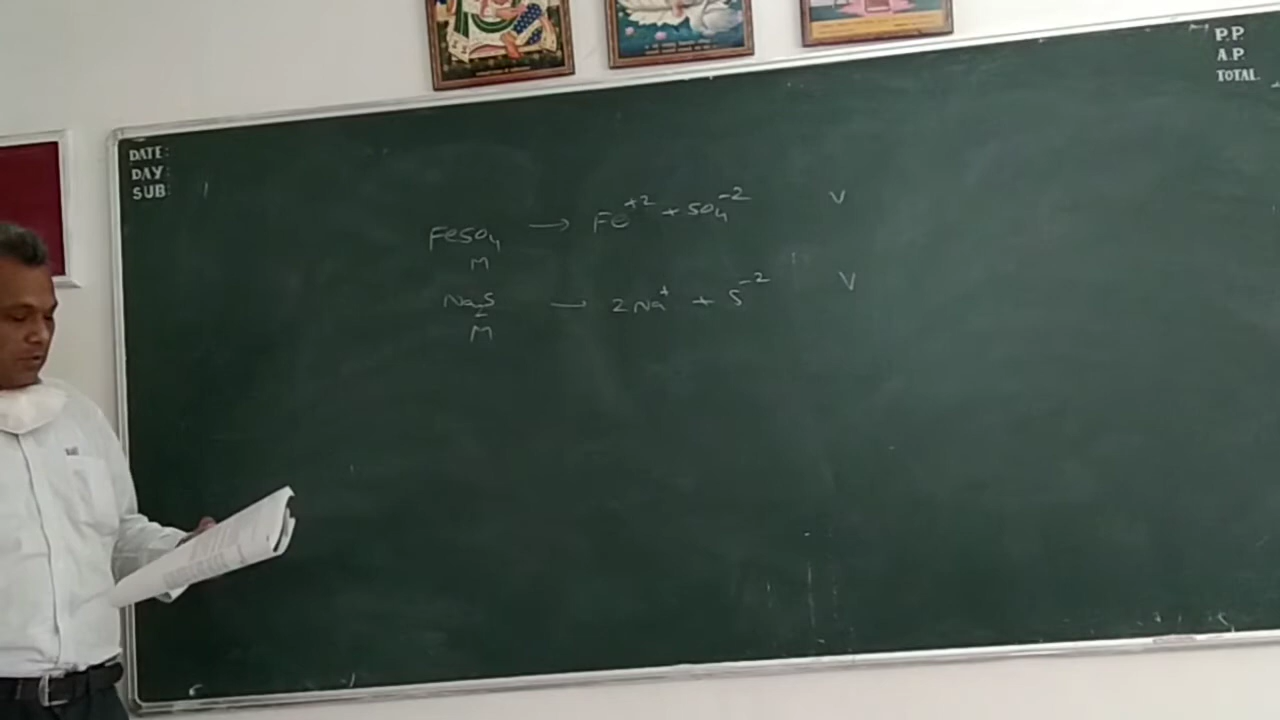 P.P.
A.P.
TOTAL
DATE:
DAY:
SUB:
FeSO₄ → Fe⁺² + SO₄⁻² V
M
Na₂S → 2Na⁺ + S⁻² V
M